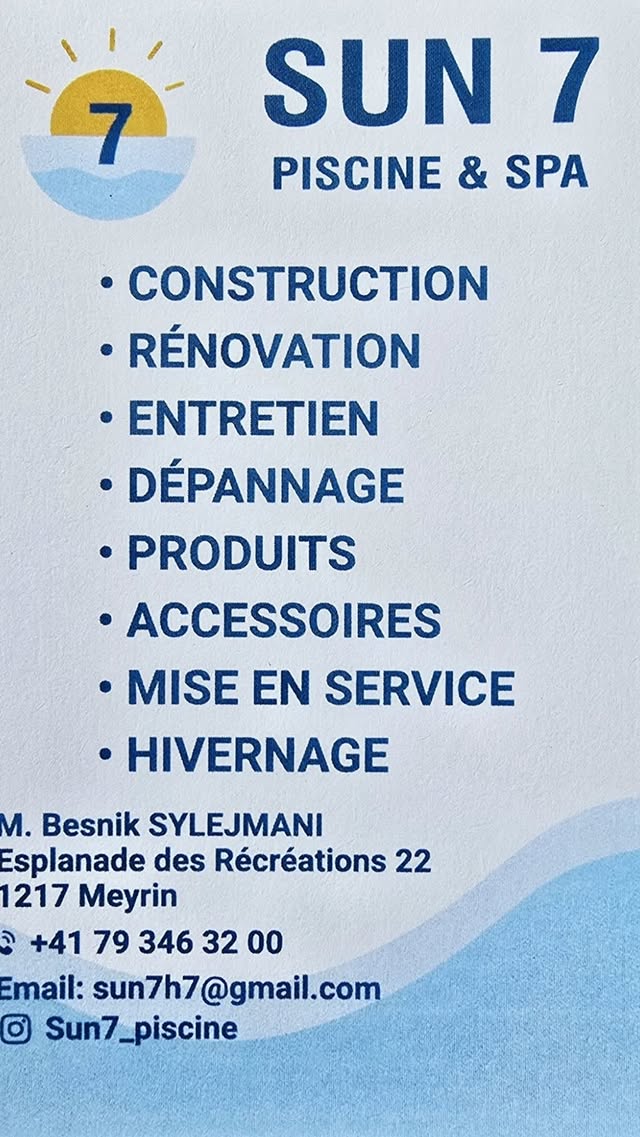 7
SUN 7
PISCINE & SPA
• CONSTRUCTION
• RÉNOVATION
• ENTRETIEN
• DÉPANNAGE
• PRODUITS
• ACCESSOIRES
• MISE EN SERVICE
• HIVERNAGE
M. Besnik SYLEJMANI
Esplanade des Récréations 22
1217 Meyrin
+41 79 346 32 00
Email: sun7h7@gmail.com
Sun7_piscine